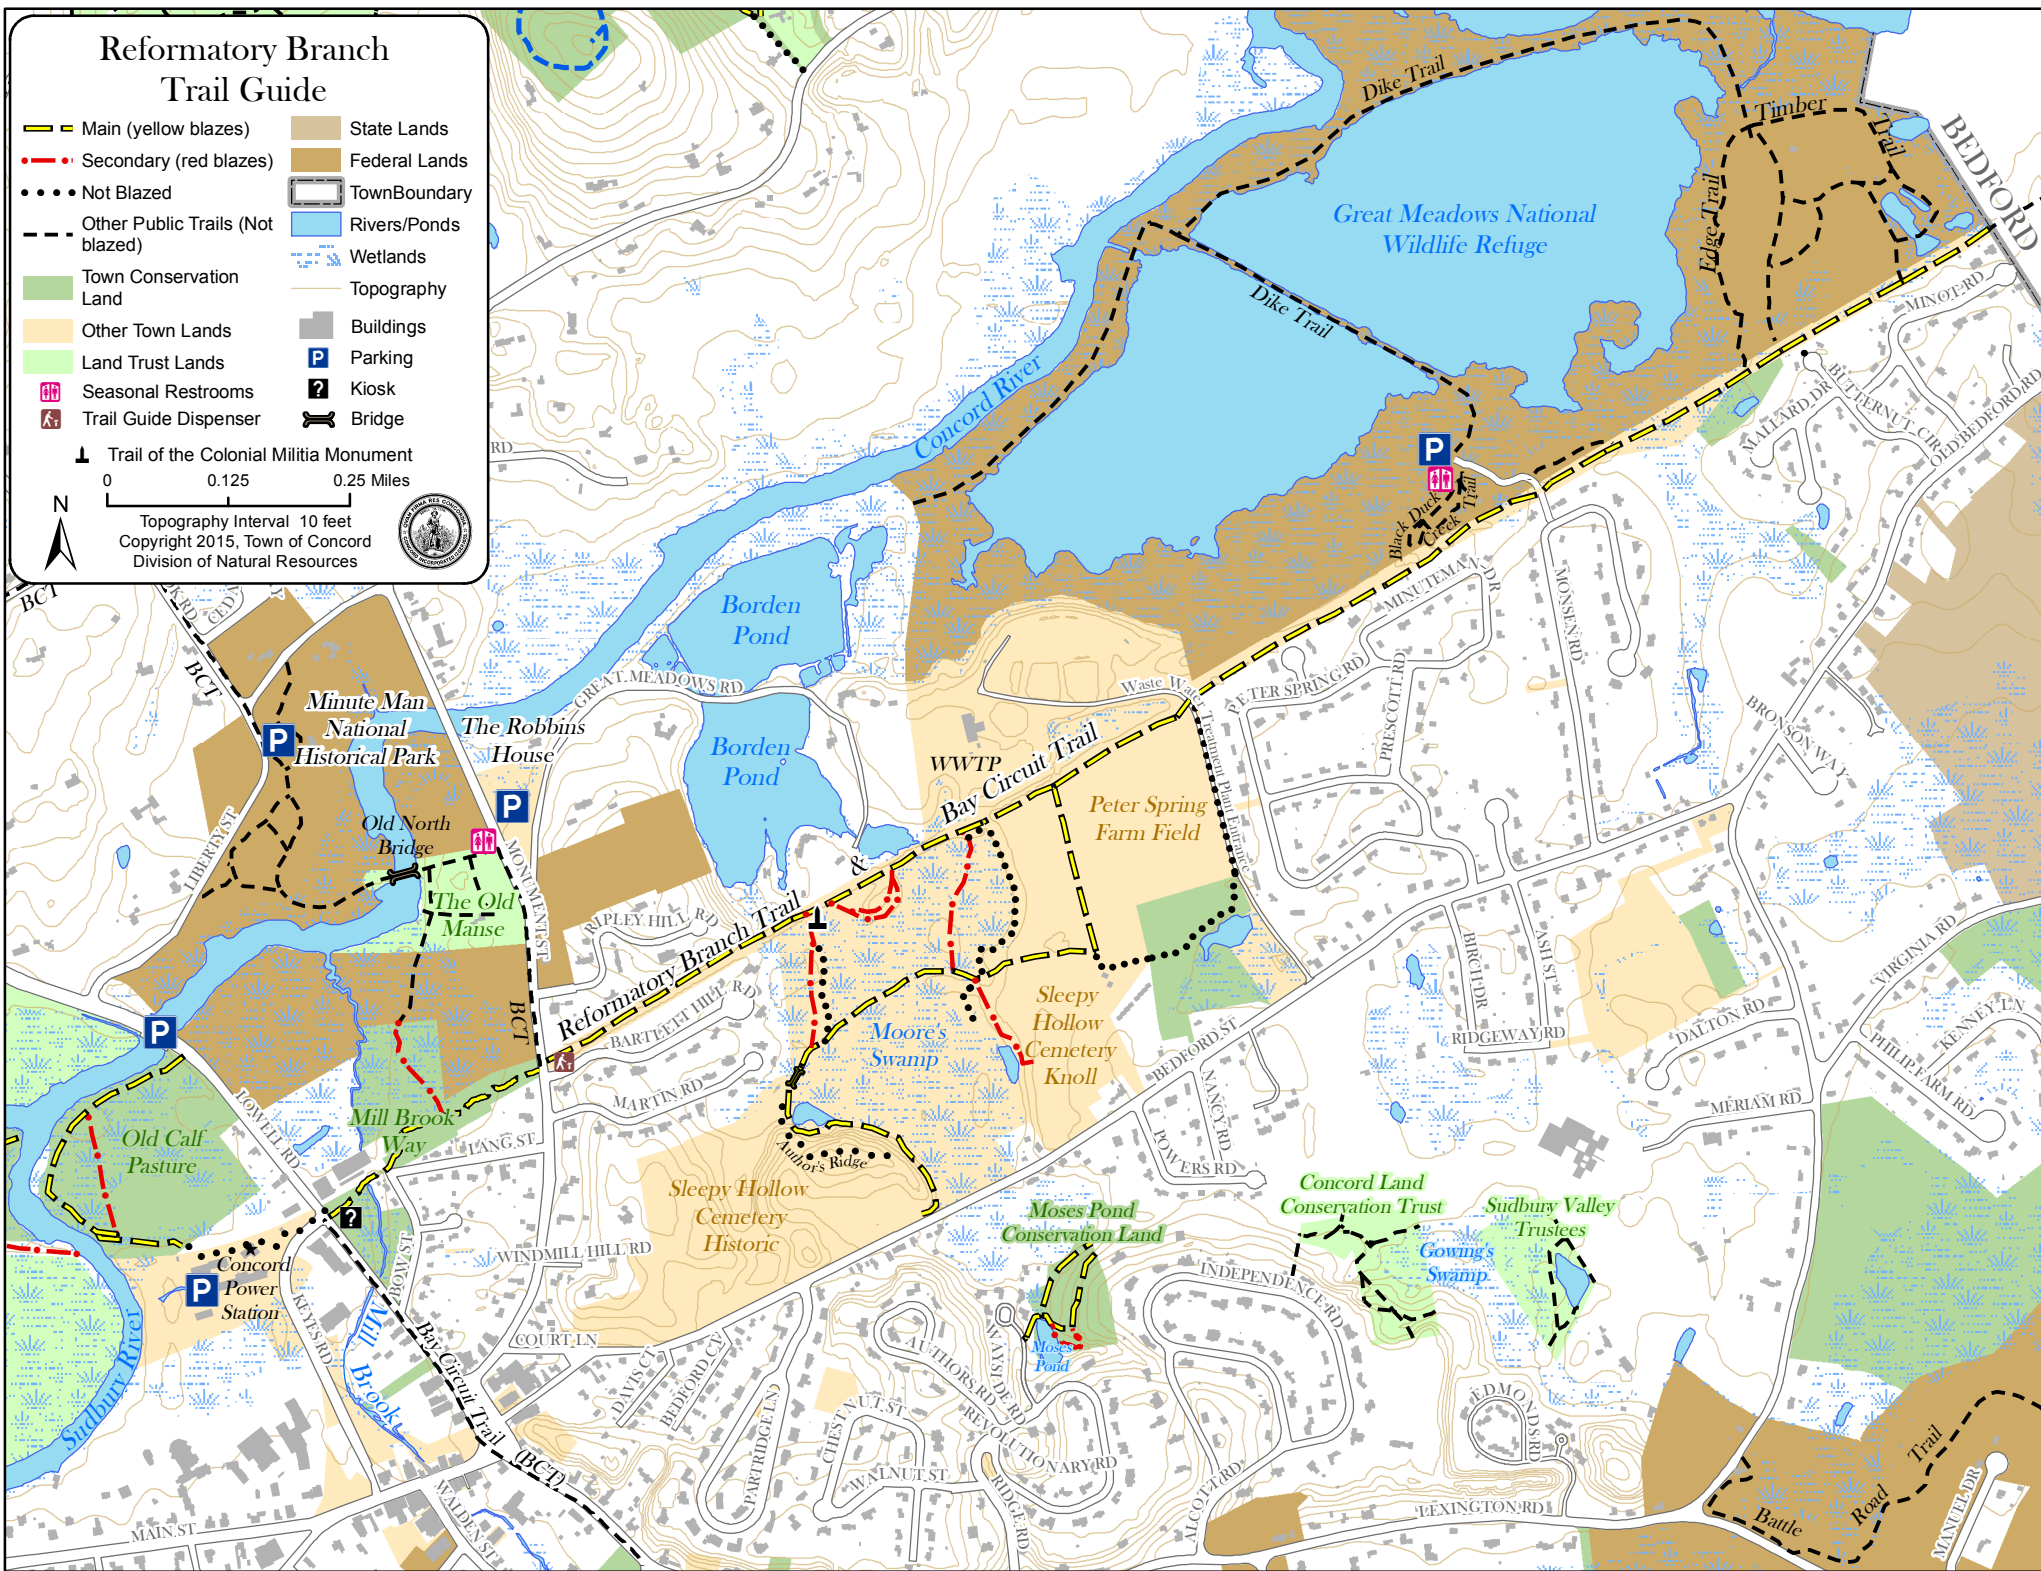 Reformatory Branch
Trail Guide
Main (yellow blazes)
Secondary (red blazes)
Not Blazed
Other Public Trails (Not
blazed)
Town Conservation
Land
Other Town Lands
Land Trust Lands
Seasonal Restrooms
Trail Guide Dispenser
State Lands
Federal Lands
TownBoundary
Rivers/Ponds
Wetlands
Topography
Buildings
P Parking
? Kiosk
Bridge
Trail of the Colonial Militia Monument
0 0.125 0.25 Miles
N
Topography Interval 10 feet
Copyright 2015, Town of Concord
Division of Natural Resources
Dike Trail
Timber
Trail
BEDFORD
Great Meadows National
Wildlife Refuge
Edge Trail
Dike Trail
MINOT RD
Concord River
MALLARD DR
BUTTERNUT CIR
OLD BEDFORD RD
RD
P
Black Duck
Creek Trail
BCT
BCT
Borden
Pond
MINUTEMAN DR
MONSEN RD
GREAT MEADOWS RD
Minute Man
National
Historical Park
P
The Robbins
House
Borden
Pond
Waste Water Treatment Plant Entrance
PETER SPRING RD
PRESCOTT RD
BRONSON WAY
WWTP
Bay Circuit Trail
Peter Spring
Farm Field
P
Old North
Bridge
LIBERTY ST
MONUMENT ST
The Old
Manse
&
Reformatory Branch Trail
RIPLEY HILL RD
BARTLETT HILL RD
BCT
MARTIN RD
Moore's
Swamp
Sleepy
Hollow
Cemetery
Knoll
BEDFORD ST
NANCY RD
POWERS RD
BIRCH DR
ASH ST
RIDGEWAY RD
DALTON RD
VIRGINIA RD
KENNEY LN
PHILIP FARM RD
MERIAM RD
P
LOWELL RD
Old Calf
Pasture
Mill Brook
Way
LANG ST
Author's Ridge
Sleepy Hollow
Cemetery
Historic
?
Concord
Power
Station
P
BOW ST
WINDMILL HILL RD
KEYES RD
Mill Brook
COURT LN
Sudbury River
Bay Circuit Trail (BCT)
Moses Pond
Conservation Land
Moses
Pond
Concord Land
Conservation Trust
Sudbury Valley
Trustees
Gowing's
Swamp
INDEPENDENCE RD
DAVIS CT
BEDFORD CT
PARTRIDGE LN
CHESTNUT ST
AUTHORS RD
WAYSIDE RD
REVOLUTIONARY RD
WALNUT ST
RIDGE RD
ALCOTT RD
EDMONDS RD
LEXINGTON RD
MAIN ST
WALDEN ST
Battle
Road
Trail
MANUEL DR